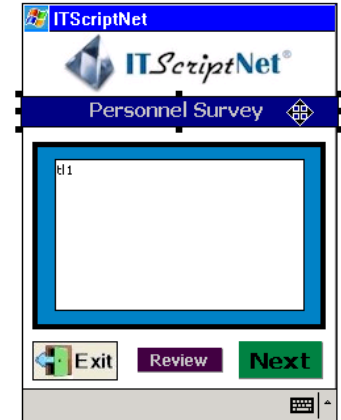 ITScriptNet
ITScriptNet®
Personnel Survey
tl1
Exit
Review
Next